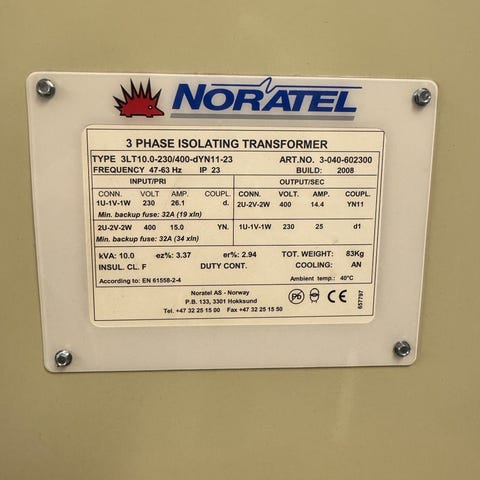 NORATEL
3 PHASE ISOLATING TRANSFORMER
TYPE 3LT10.0-230/400-dYN11-23 ART.NO. 3-040-602300
FREQUENCY 47-63 Hz IP 23 BUILD: 2008
INPUT/PRI OUTPUT/SEC
CONN. VOLT AMP. COUPL. CONN. VOLT. AMP. COUPL.
1U-1V-1W 230 26.1 d. 2U-2V-2W 400 14.4 YN11
Min. backup fuse: 32A (19 xIn)
2U-2V-2W 400 15.0 YN. 1U-1V-1W 230 25 d1
Min. backup fuse: 32A (34 xIn)
kVA: 10.0 ez%: 3.37 er%: 2.94 TOT. WEIGHT: 83Kg
INSUL. CL. F DUTY CONT. COOLING: AN
According to: EN 61558-2-4 Ambient temp.: 40°C
Noratel AS - Norway
P.B. 133, 3301 Hokksund
Tel. +47 32 25 15 00 Fax +47 32 25 15 50
Pb CE
657797